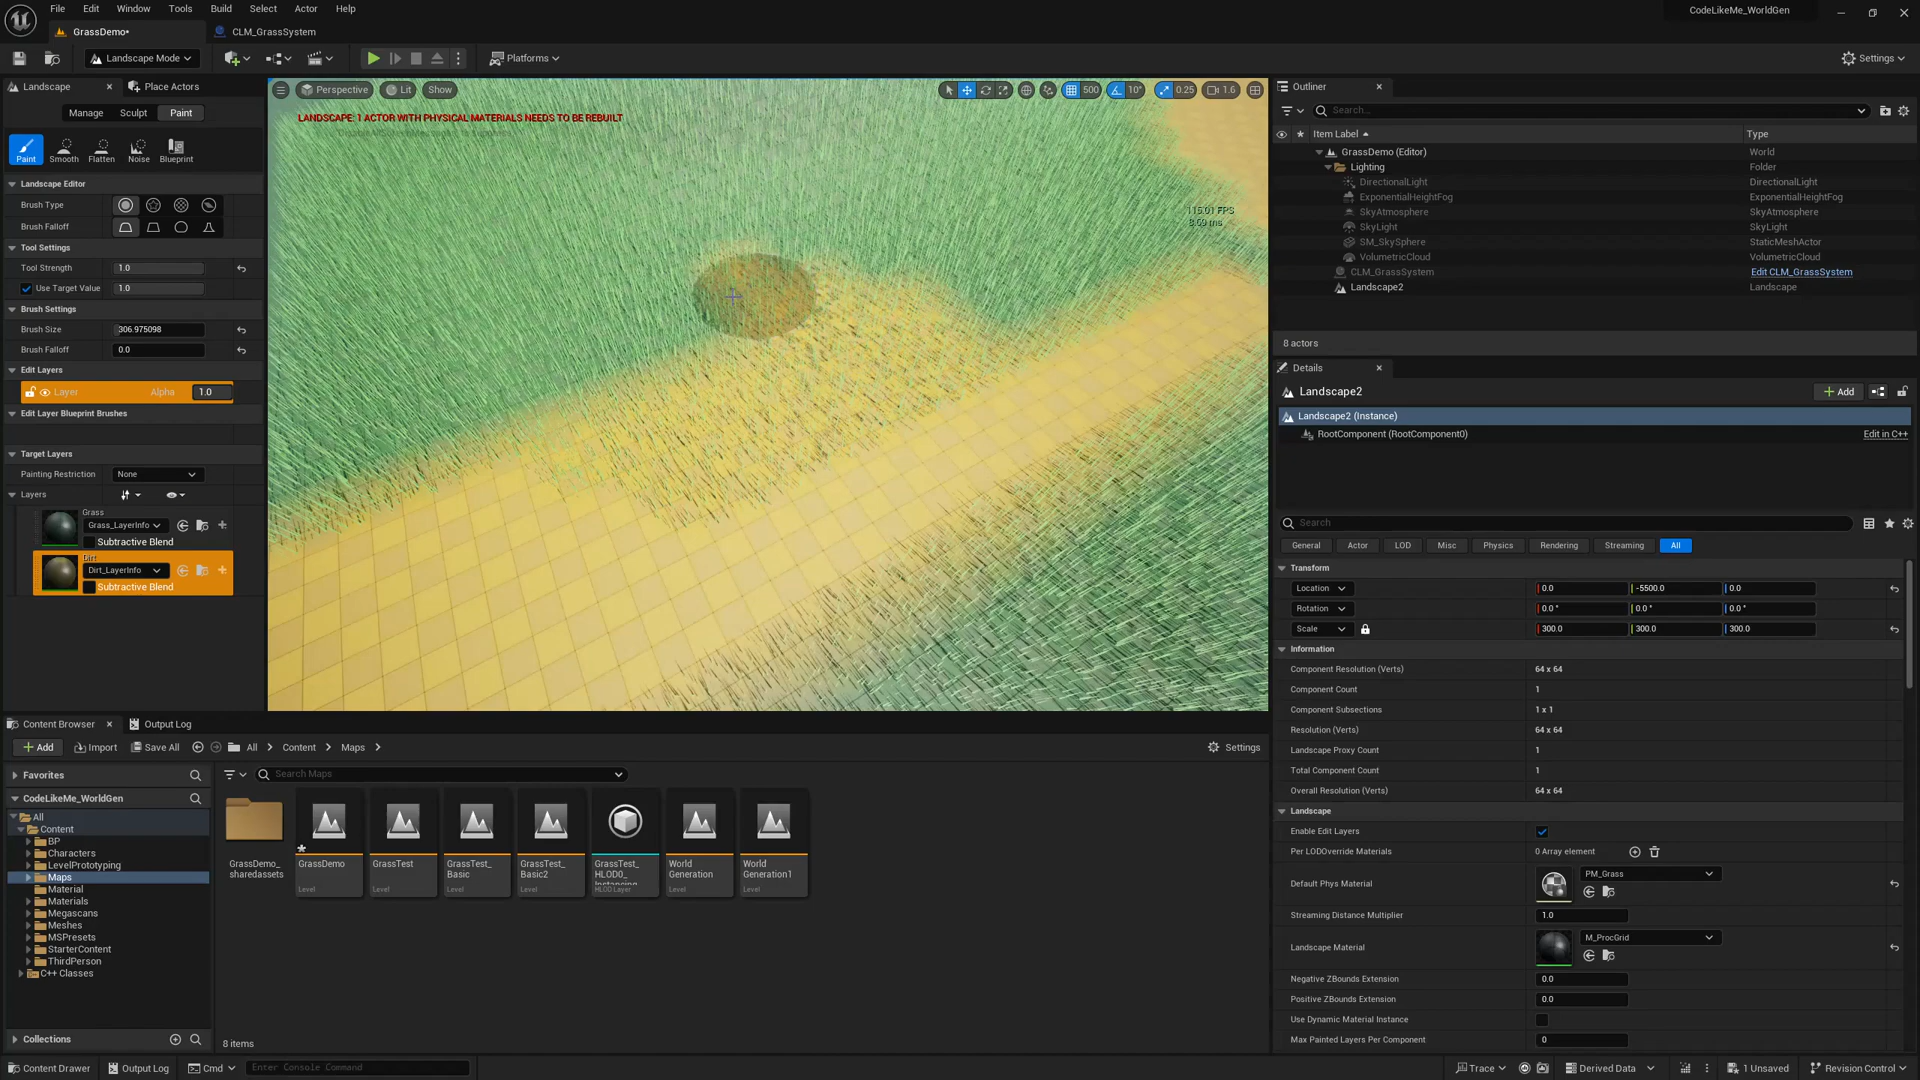 File Edit Window Tools Build Select Actor Help
CodeLikeMe_WorldGen
GrassDemo•
CLM_GrassSystem
Landscape Mode
Platforms
Settings
Landscape
Place Actors
Manage Sculpt Paint
Paint Smooth Flatten Noise Blueprint
Landscape Editor
Brush Type
Brush Falloff
Tool Settings
Tool Strength 1.0
Use Target Value 1.0
Brush Settings
Brush Size 306.975098
Brush Falloff 0.0
Edit Layers
Layer Alpha 1.0
Edit Layer Blueprint Brushes
Target Layers
Painting Restriction None
Layers
Grass
Grass_LayerInfo
Subtractive Blend
Dirt
Dirt_LayerInfo
Subtractive Blend
Perspective Lit Show
500 10° 0.25 1.6
LANDSCAPE: 1 ACTOR WITH PHYSICAL MATERIALS NEEDS TO BE REBUILT
115.01 FPS
8.69 ms
Outliner
Search...
Item Label Type
GrassDemo (Editor) World
Lighting Folder
DirectionalLight DirectionalLight
ExponentialHeightFog ExponentialHeightFog
SkyAtmosphere SkyAtmosphere
SkyLight SkyLight
SM_SkySphere StaticMeshActor
VolumetricCloud VolumetricCloud
CLM_GrassSystem Edit CLM_GrassSystem
Landscape2 Landscape
8 actors
Details
Landscape2
Add
Landscape2 (Instance)
RootComponent (RootComponent0) Edit in C++
Search
General Actor LOD Misc Physics Rendering Streaming All
Transform
Location 0.0 -5500.0 0.0
Rotation 0.0 ° 0.0 ° 0.0 °
Scale 300.0 300.0 300.0
Information
Component Resolution (Verts) 64 x 64
Component Count 1
Component Subsections 1 x 1
Resolution (Verts) 64 x 64
Landscape Proxy Count 1
Total Component Count 1
Overall Resolution (Verts) 64 x 64
Landscape
Enable Edit Layers
Per LODOverride Materials 0 Array element
Default Phys Material PM_Grass
Streaming Distance Multiplier 1.0
Landscape Material M_ProcGrid
Negative ZBounds Extension 0.0
Positive ZBounds Extension 0.0
Use Dynamic Material Instance
Max Painted Layers Per Component 0
Content Browser
Output Log
Add Import Save All All Content Maps Settings
Favorites
Search Maps
CodeLikeMe_WorldGen
All
Content
BP
Characters
LevelPrototyping
Maps
Material
Materials
Megascans
Meshes
MSPresets
StarterContent
ThirdPerson
C++ Classes
Collections
GrassDemo_
sharedassets
GrassDemo
Level
GrassTest
Level
GrassTest_
Basic
Level
GrassTest_
Basic2
Level
GrassTest_
HLOD0_
Instancing
HLOD Layer
World
Generation
Level
World
Generation1
Level
8 items
Content Drawer Output Log Cmd Enter Console Command Trace Derived Data 1 Unsaved Revision Control